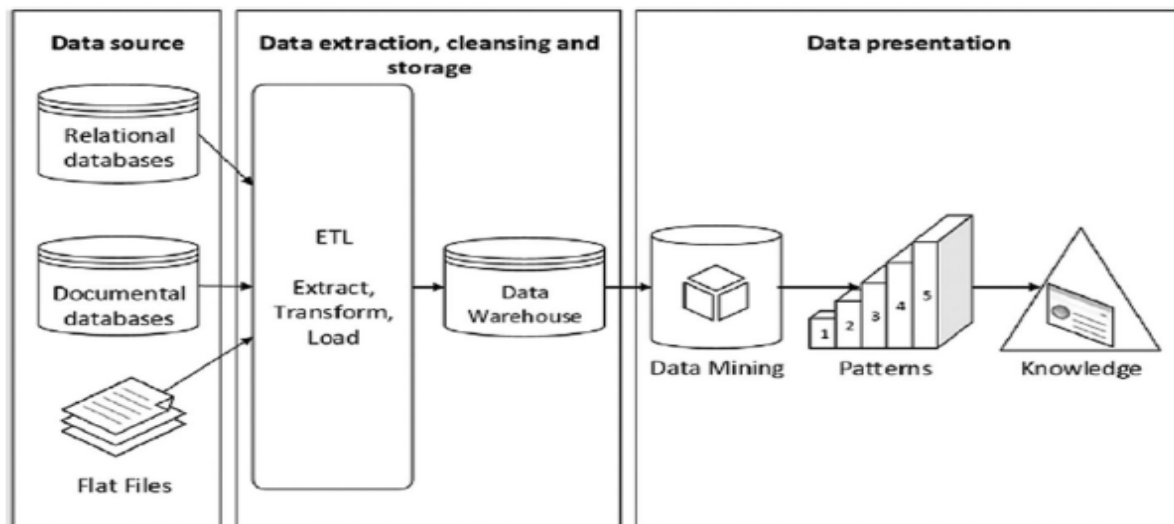 Data source
Relational
databases
Documental
databases
Flat Files
Data extraction, cleansing and
storage
ETL
Extract,
Transform,
Load
Data
Warehouse
Data presentation
Data Mining
1
2
3
4
5
Patterns
Knowledge